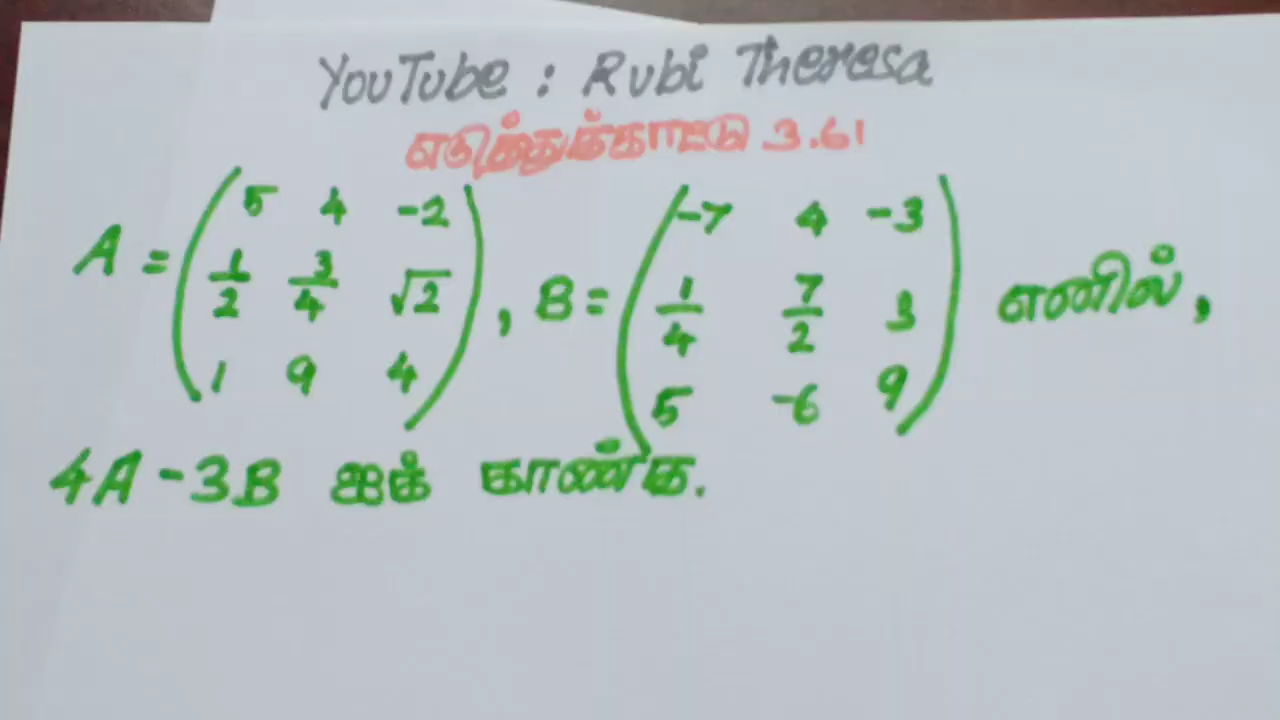 YouTube : Rubi Theresa
எடுத்துக்காட்டு 3.61
A = ( 5 4 -2
1/2 3/4 √2
1 9 4 ) , B = ( -7 4 -3
1/4 7/2 3
5 -6 9 ) எனில்,
4A - 3B ஐக் காண்க.